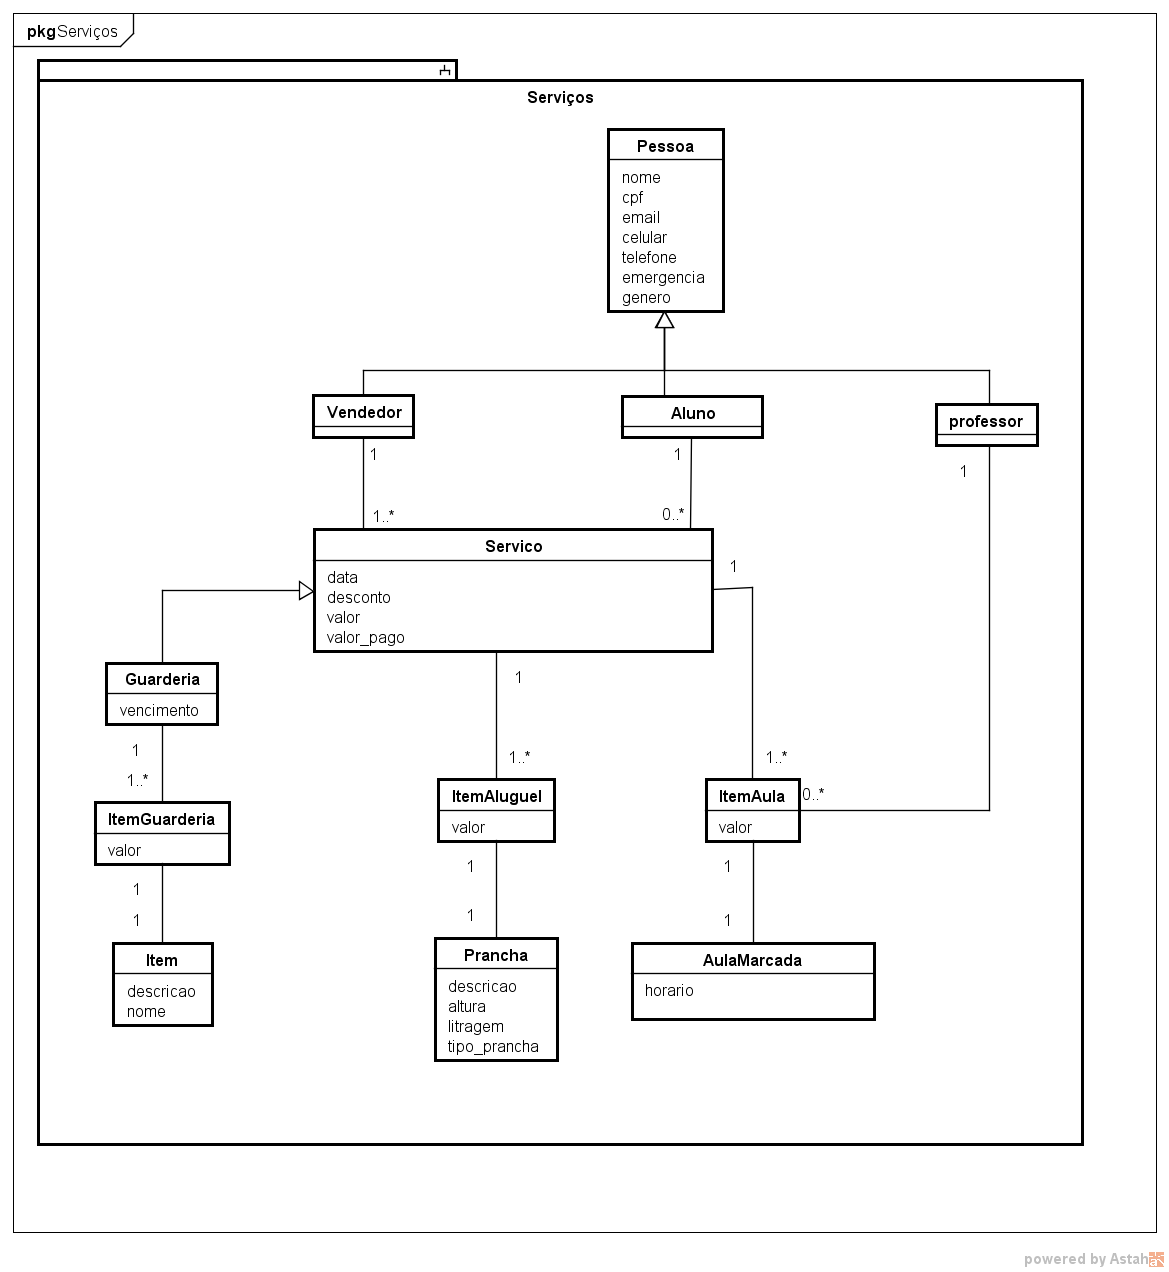 pkg Serviços
Serviços
Pessoa
nome
cpf
email
celular
telefone
emergencia
genero
Vendedor
Aluno
professor
1
1
1
1..*
0..*
Servico
data
desconto
valor
valor_pago
1
1
Guarderia
vencimento
1
1..*
1..*
1..*
ItemGuarderia
valor
ItemAluguel
valor
ItemAula
valor
0..*
1
1
1
1
1
1
Item
descricao
nome
Prancha
descricao
altura
litragem
tipo_prancha
AulaMarcada
horario
powered by Astah